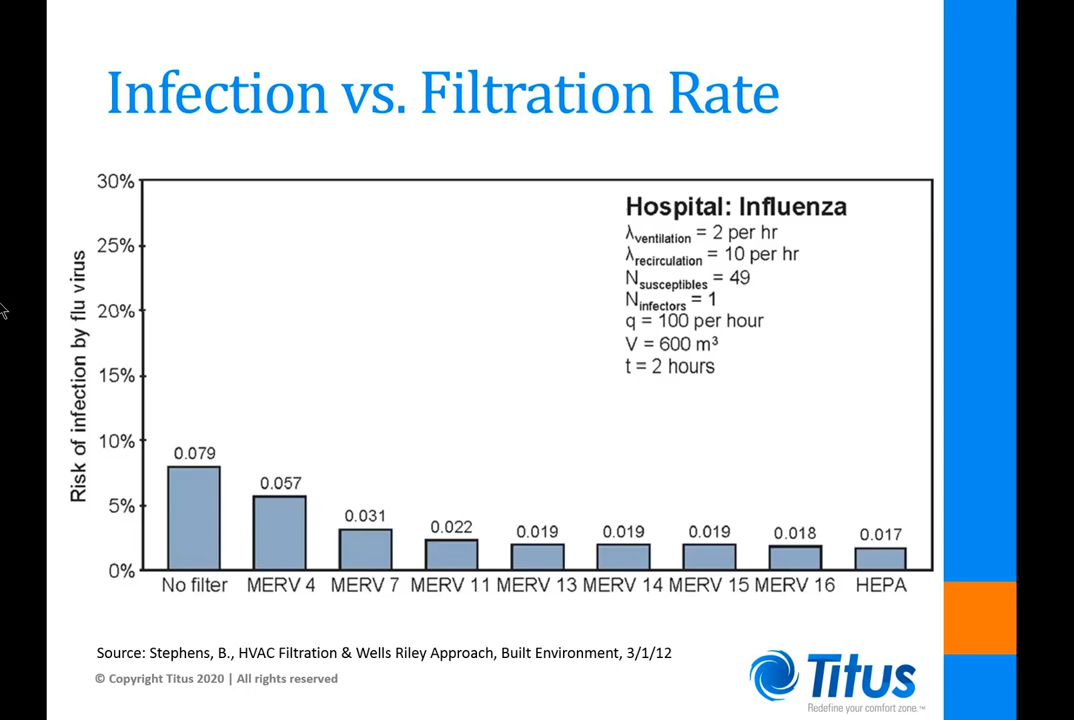 Infection vs. Filtration Rate
Hospital: Influenza
λventilation = 2 per hr
λrecirculation = 10 per hr
Nsusceptibles = 49
Ninfectors = 1
q = 100 per hour
V = 600 m³
t = 2 hours
Risk of infection by flu virus
30%
25%
20%
15%
10%
5%
0%
0.079 0.057 0.031 0.022 0.019 0.019 0.019 0.018 0.017
No filter MERV 4 MERV 7 MERV 11 MERV 13 MERV 14 MERV 15 MERV 16 HEPA
Source: Stephens, B., HVAC Filtration & Wells Riley Approach, Built Environment, 3/1/12
© Copyright Titus 2020 | All rights reserved
Titus
Redefine your comfort zone.™